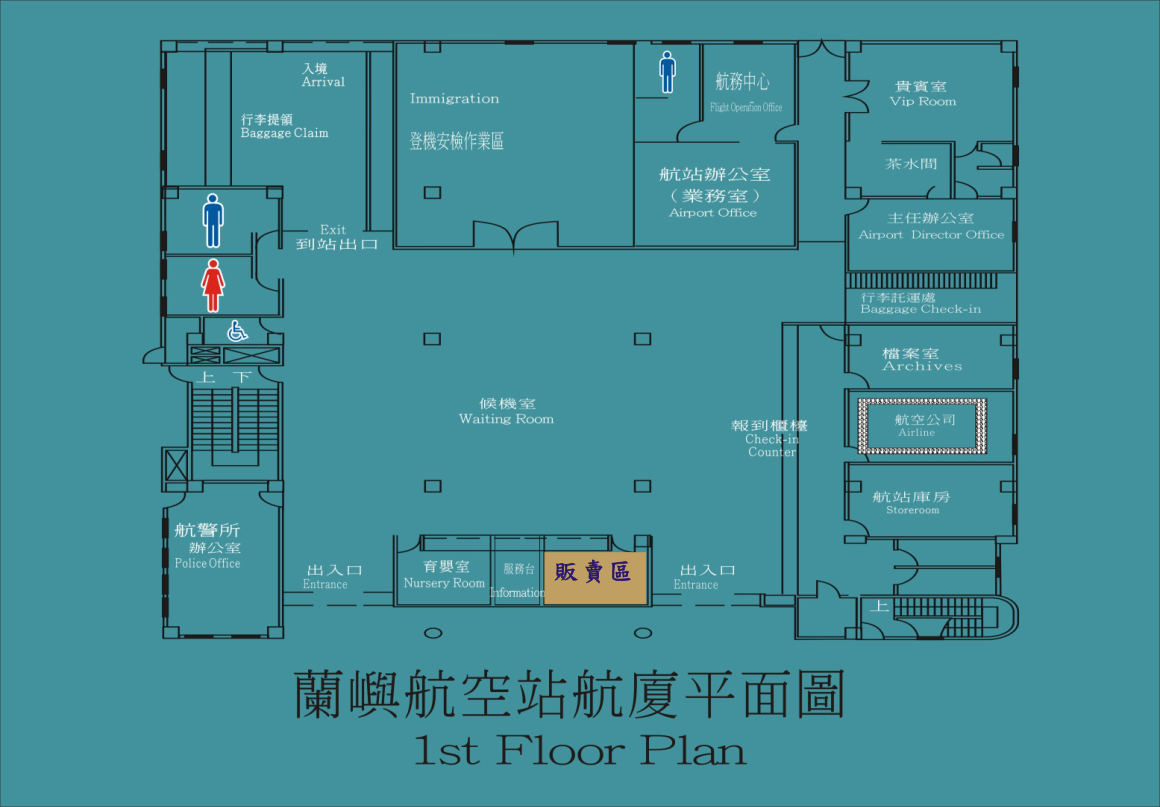 入境
Arrival
行李提領
Baggage Claim
Immigration
登機安檢作業區
航務中心
Flight Operation Office
航站辦公室
（業務室）
Airport Office
貴賓室
Vip Room
茶水間
主任辦公室
Airport Director Office
Exit
到站出口
行李託運處
Baggage Check-in
檔案室
Archives
上 下
候機室
Waiting Room
報到櫃檯
Check-in
Counter
航空公司
Airline
航站庫房
Storeroom
航警所
辦公室
Police Office
出入口
Entrance
育嬰室
Nursery Room
服務台
Information
販賣區
出入口
Entrance
上
蘭嶼航空站航廈平面圖
1st Floor Plan